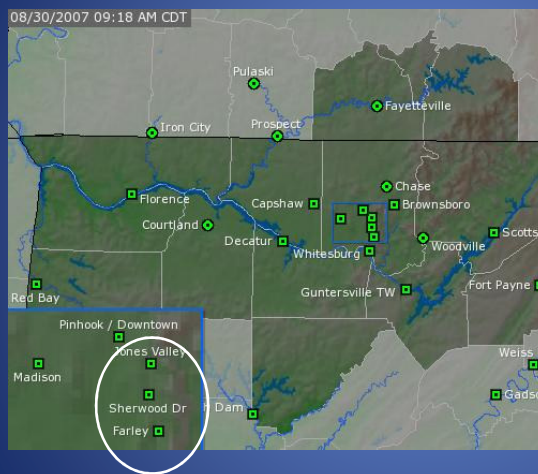 08/30/2007 09:18 AM CDT
Pulaski
Fayetteville
Iron City
Prospect
Chase
Florence
Capshaw
Brownsboro
Courtland
Decatur
Whitesburg
Woodville
Scotts
Red Bay
Guntersville TW
Fort Payne
Pinhook / Downtown
Jones Valley
Madison
Weiss
Sherwood Dr
Dam
Gads
Farley